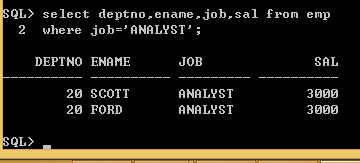 SQL> select deptno,ename,job,sal from emp
  2  where job='ANALYST';
    DEPTNO ENAME      JOB              SAL
---------- ---------- --------- ----------
        20 SCOTT      ANALYST         3000
        20 FORD       ANALYST         3000
SQL>